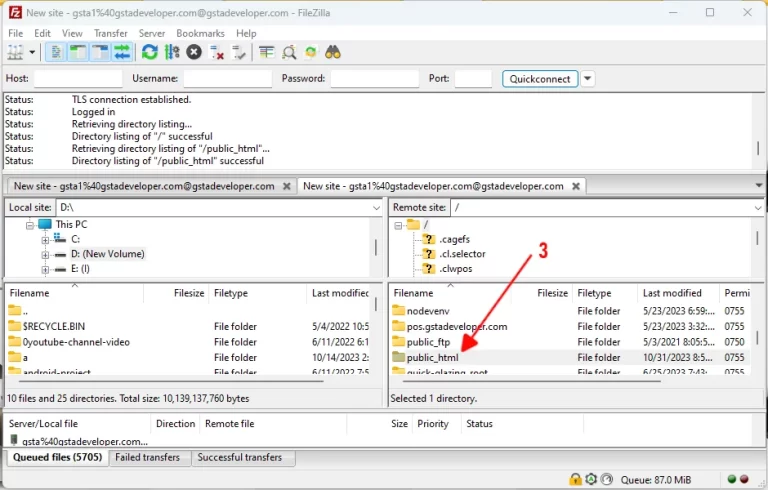 New site - gsta1%40gstadeveloper.com@gstadeveloper.com - FileZilla
File Edit View Transfer Server Bookmarks Help
Host: Username: Password: Port: Quickconnect
Status: TLS connection established.
Status: Logged in
Status: Retrieving directory listing...
Status: Directory listing of "/" successful
Status: Retrieving directory listing of "/public_html"...
Status: Directory listing of "/public_html" successful
New site - gsta1%40gstadeveloper.com@gstadeveloper.com New site - gsta1%40gstadeveloper.com@gstadeveloper.com
Local site: D:\
This PC
C:
D: (New Volume)
E: (I)
Remote site: /
/
.cagefs
.cl.selector
.clwpos
3
Filename Filesize Filetype Last modified
..
$RECYCLE.BIN File folder 5/4/2022 10:5
0youtube-channel-video File folder 6/11/2022 6:1
a File folder 10/14/2023 2:
android-project File folder 6/11/2022 7:5
10 files and 25 directories. Total size: 10,139,137,760 bytes
Filename Filesize Filetype Last modified Permi
nodevenv File folder 5/23/2023 6:59:... 0755
pos.gstadeveloper.com File folder 5/23/2023 3:32:... 0755
public_ftp File folder 5/3/2021 8:05:5... 0750
public_html File folder 10/31/2023 8:5... 0755
quick-glazing_root File folder 6/25/2023 7:43: 0755
Selected 1 directory.
Server/Local file Direction Remote file Size Priority Status
gsta%40gstadeveloper.com...
Queued files (5705) Failed transfers Successful transfers
Queue: 87.0 MiB